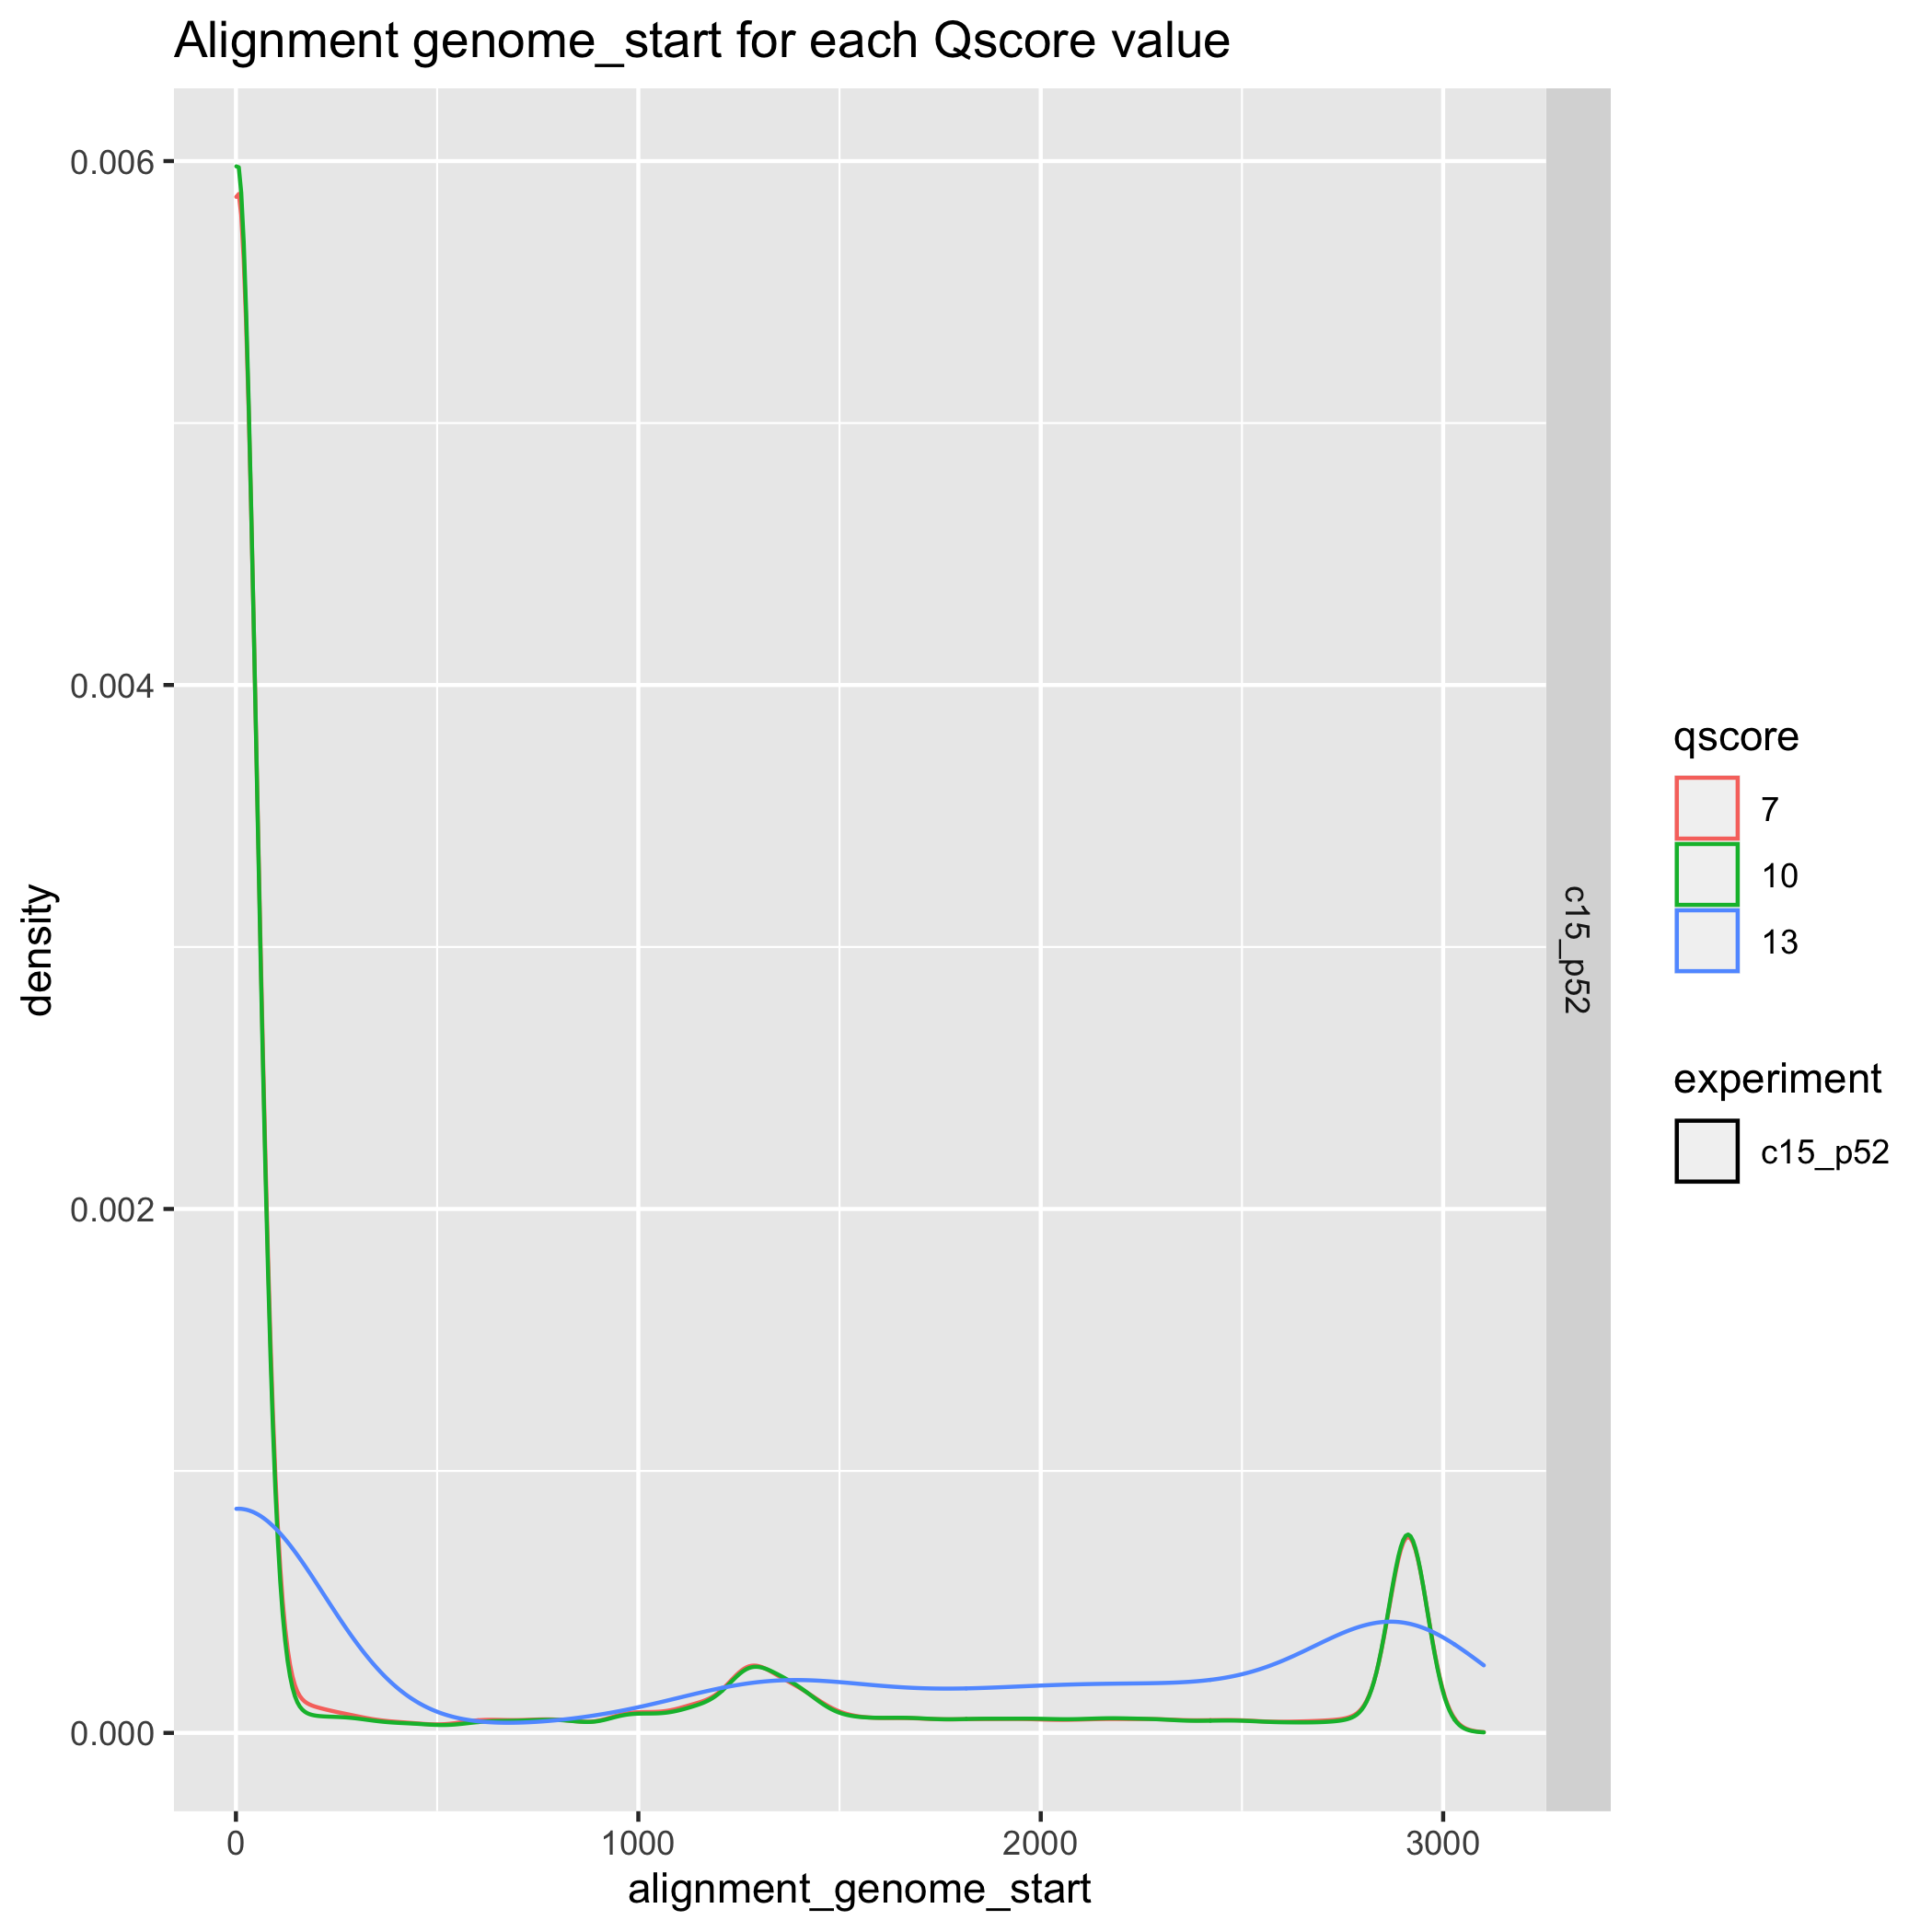 Alignment genome_start for each Qscore value
0.006
0.004
0.002
0.000
density
0
1000
2000
3000
alignment_genome_start
c15_p52
qscore
7
10
13
experiment
c15_p52